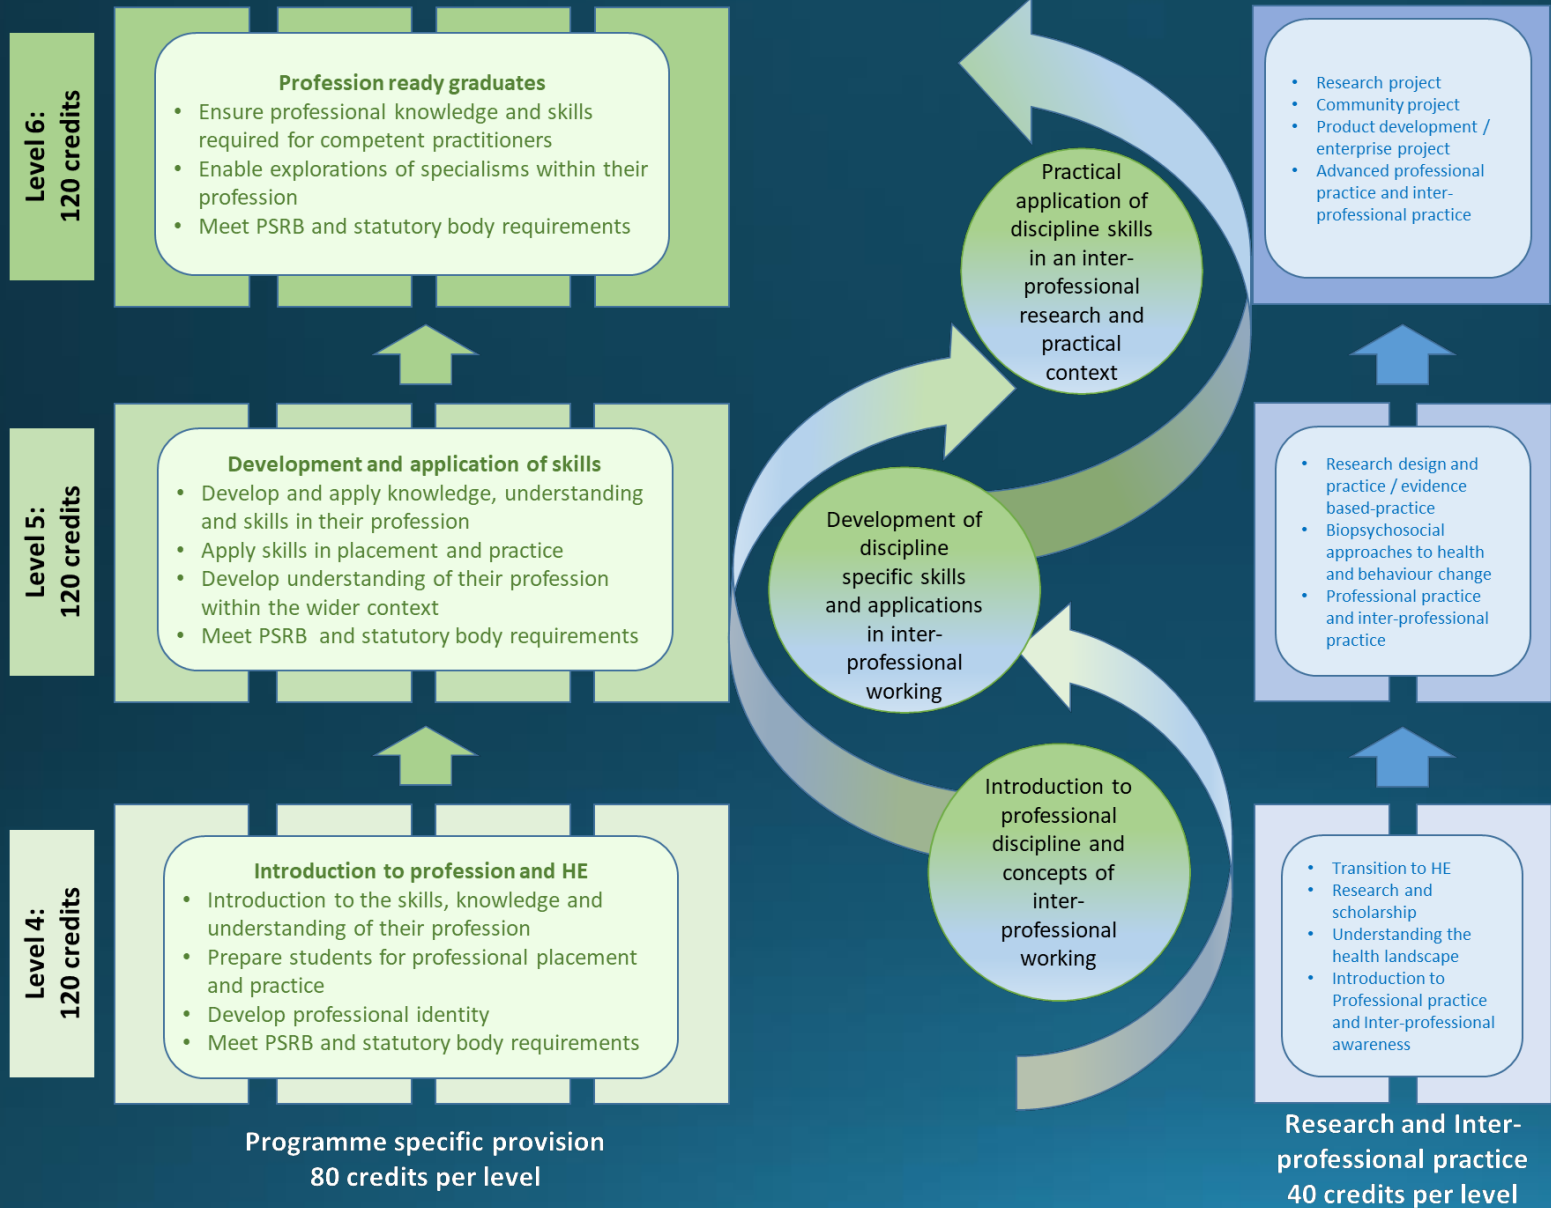 Level 6:
120 credits
Profession ready graduates
• Ensure professional knowledge and skills
required for competent practitioners
• Enable explorations of specialisms within their
profession
• Meet PSRB and statutory body requirements
Practical
application of
discipline skills
in an inter-
professional
research and
practical
context
• Research project
• Community project
• Product development /
enterprise project
• Advanced professional
practice and inter-
professional practice
Level 5:
120 credits
Development and application of skills
• Develop and apply knowledge, understanding
and skills in their profession
• Apply skills in placement and practice
• Develop understanding of their profession
within the wider context
• Meet PSRB  and statutory body requirements
Development of
discipline
specific skills
and applications
in inter-
professional
working
• Research design and
practice / evidence
based-practice
• Biopsychosocial
approaches to health
and behaviour change
• Professional practice
and inter-professional
practice
Level 4:
120 credits
Introduction to profession and HE
• Introduction to the skills, knowledge and
understanding of their profession
• Prepare students for professional placement
and practice
• Develop professional identity
• Meet PSRB and statutory body requirements
Introduction to
professional
discipline and
concepts of
inter-
professional
working
• Transition to HE
• Research and
scholarship
• Understanding the
health landscape
• Introduction to
Professional practice
and Inter-professional
awareness
Programme specific provision
80 credits per level
Research and Inter-
professional practice
40 credits per level